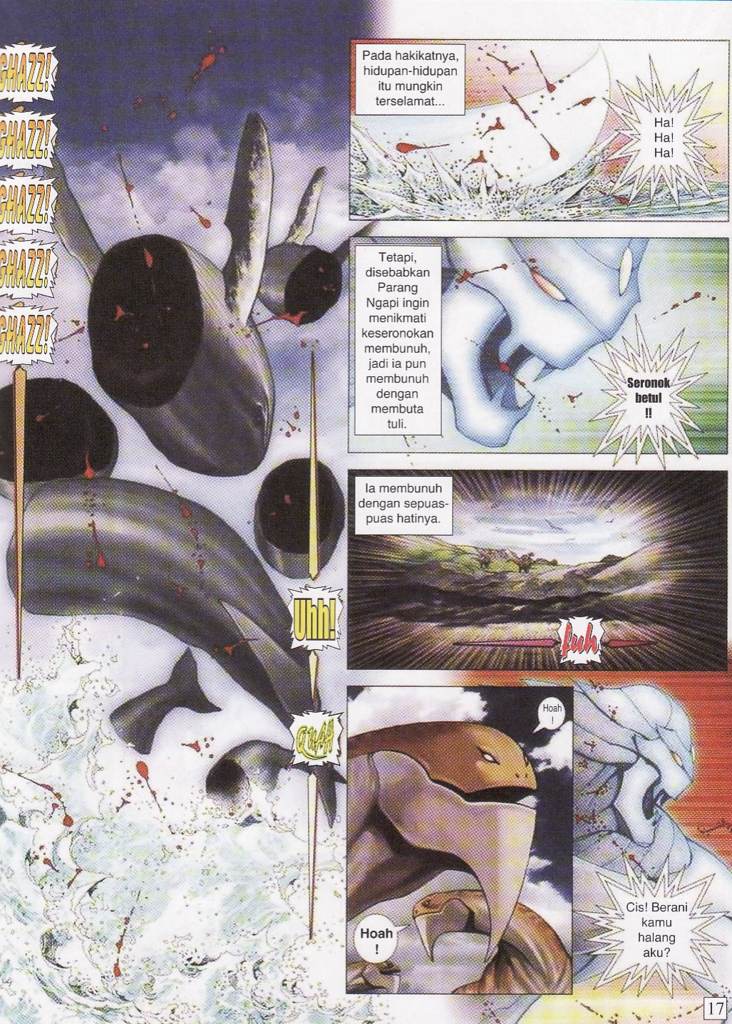 GHAZZ!
GHAZZ!
GHAZZ!
GHAZZ!
GHAZZ!
Uhh!
Pada hakikatnya,
hidupan-hidupan
itu mungkin
terselamat...
Ha!
Ha!
Ha!
Tetapi,
disebabkan
Parang
Ngapi ingin
menikmati
keseronokan
membunuh,
jadi ia pun
membunuh
dengan
membuta
tuli.
Seronok
betul
!!
Ia membunuh
dengan sepuas-
puas hatinya.
fuh
Hoah
!
Hoah
!
Cis! Berani
kamu
halang
aku?
17